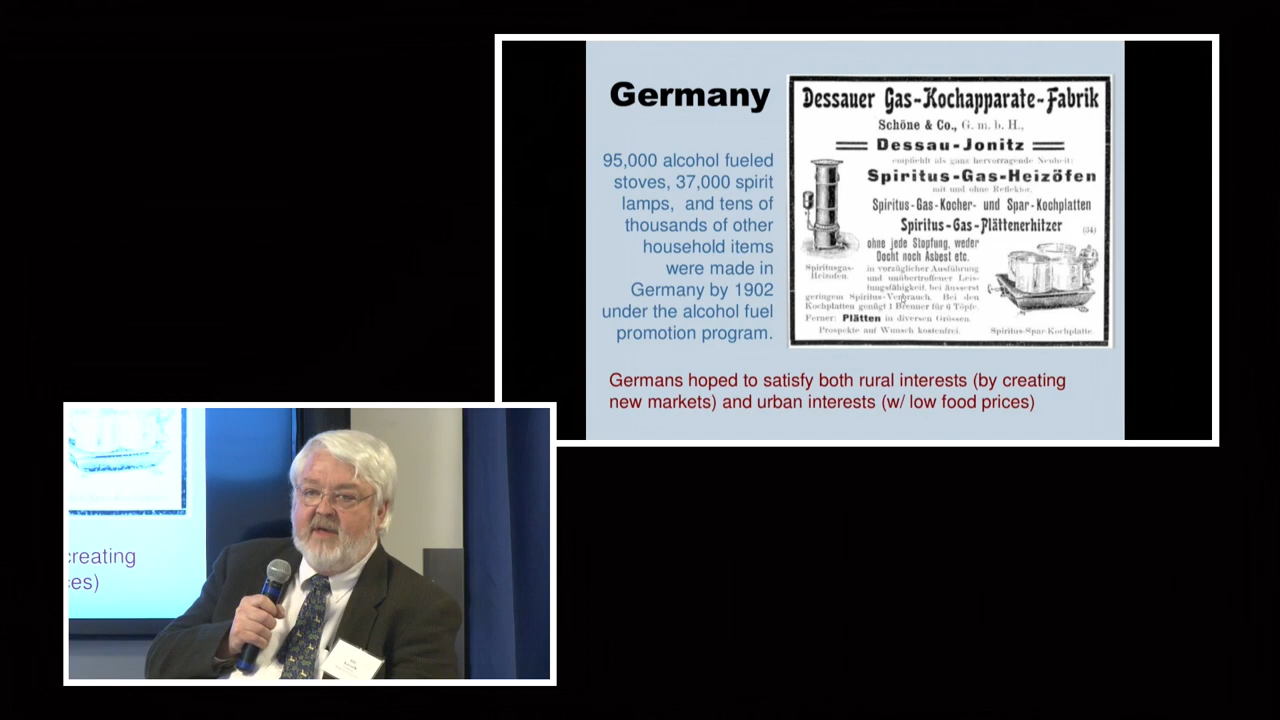 Germany
95,000 alcohol fueled
stoves, 37,000 spirit
lamps, and tens of
thousands of other
household items
were made in
Germany by 1902
under the alcohol fuel
promotion program.
Dessauer Gas-Kochapparate-Fabrik
Schöne & Co., G. m. b. H.,
Dessau-Jonitz
empfiehlt als ganz hervorragende Neuheit:
Spiritus-Gas-Heizöfen
mit und ohne Reflektor,
Spiritus-Gas-Kocher- und Spar-Kochplatten
Spiritus-Gas-Plättenerhitzer
(54)
ohne jede Stopfung, weder
Docht noch Asbest etc.
Spiritusgas-
Heizofen.
in vorzüglicher Ausführung
und unübertroffener Leis-
tungsfähigkeit, bei äusserst
geringem Spiritus-Verbrauch. Bei den
Kochplatten genügt 1 Brenner für 6 Töpfe.
Ferner: Plätten in diversen Grössen.
Prospekte auf Wunsch kostenfrei.
Spiritus-Spar-Kochplatte.
Germans hoped to satisfy both rural interests (by creating
new markets) and urban interests (w/ low food prices)
creating
ces)